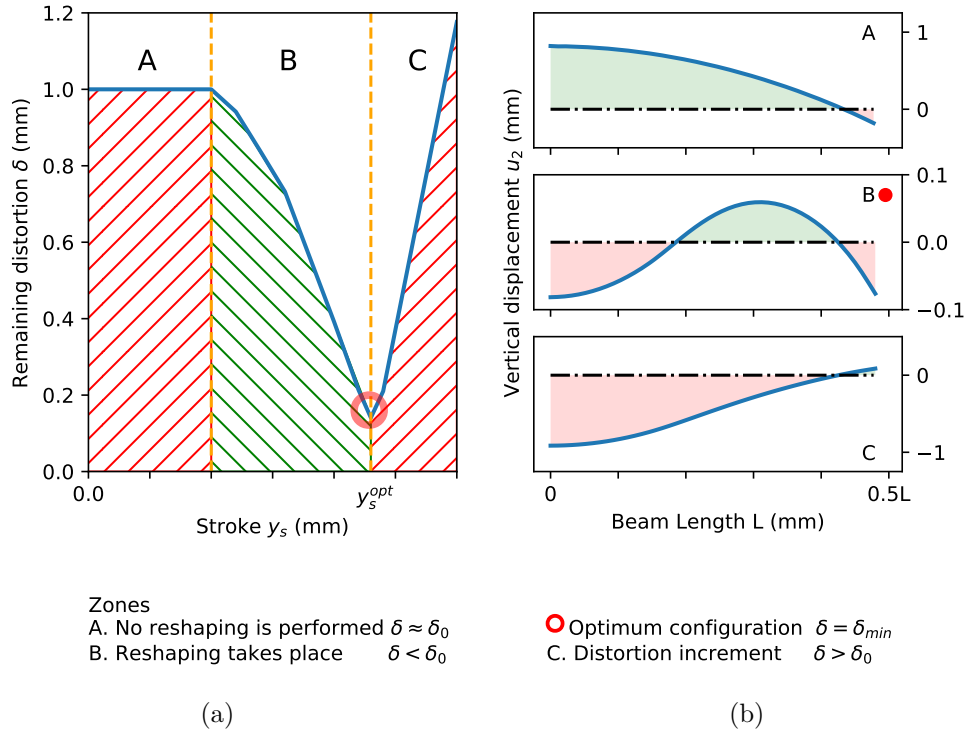 1.2
1.0
0.8
0.6
0.4
0.2
0.0
Remaining distortion δ (mm)
A
B
C
0.0
y_s^{opt}
Stroke y_s (mm)
Vertical displacement u_2 (mm)
A
1
0
B
0.1
0.0
−0.1
C
0
−1
0
0.5L
Beam Length L (mm)
Zones
A. No reshaping is performed δ ≈ δ_0
B. Reshaping takes place δ < δ_0
Optimum configuration δ = δ_{min}
C. Distortion increment δ > δ_0
(a)
(b)